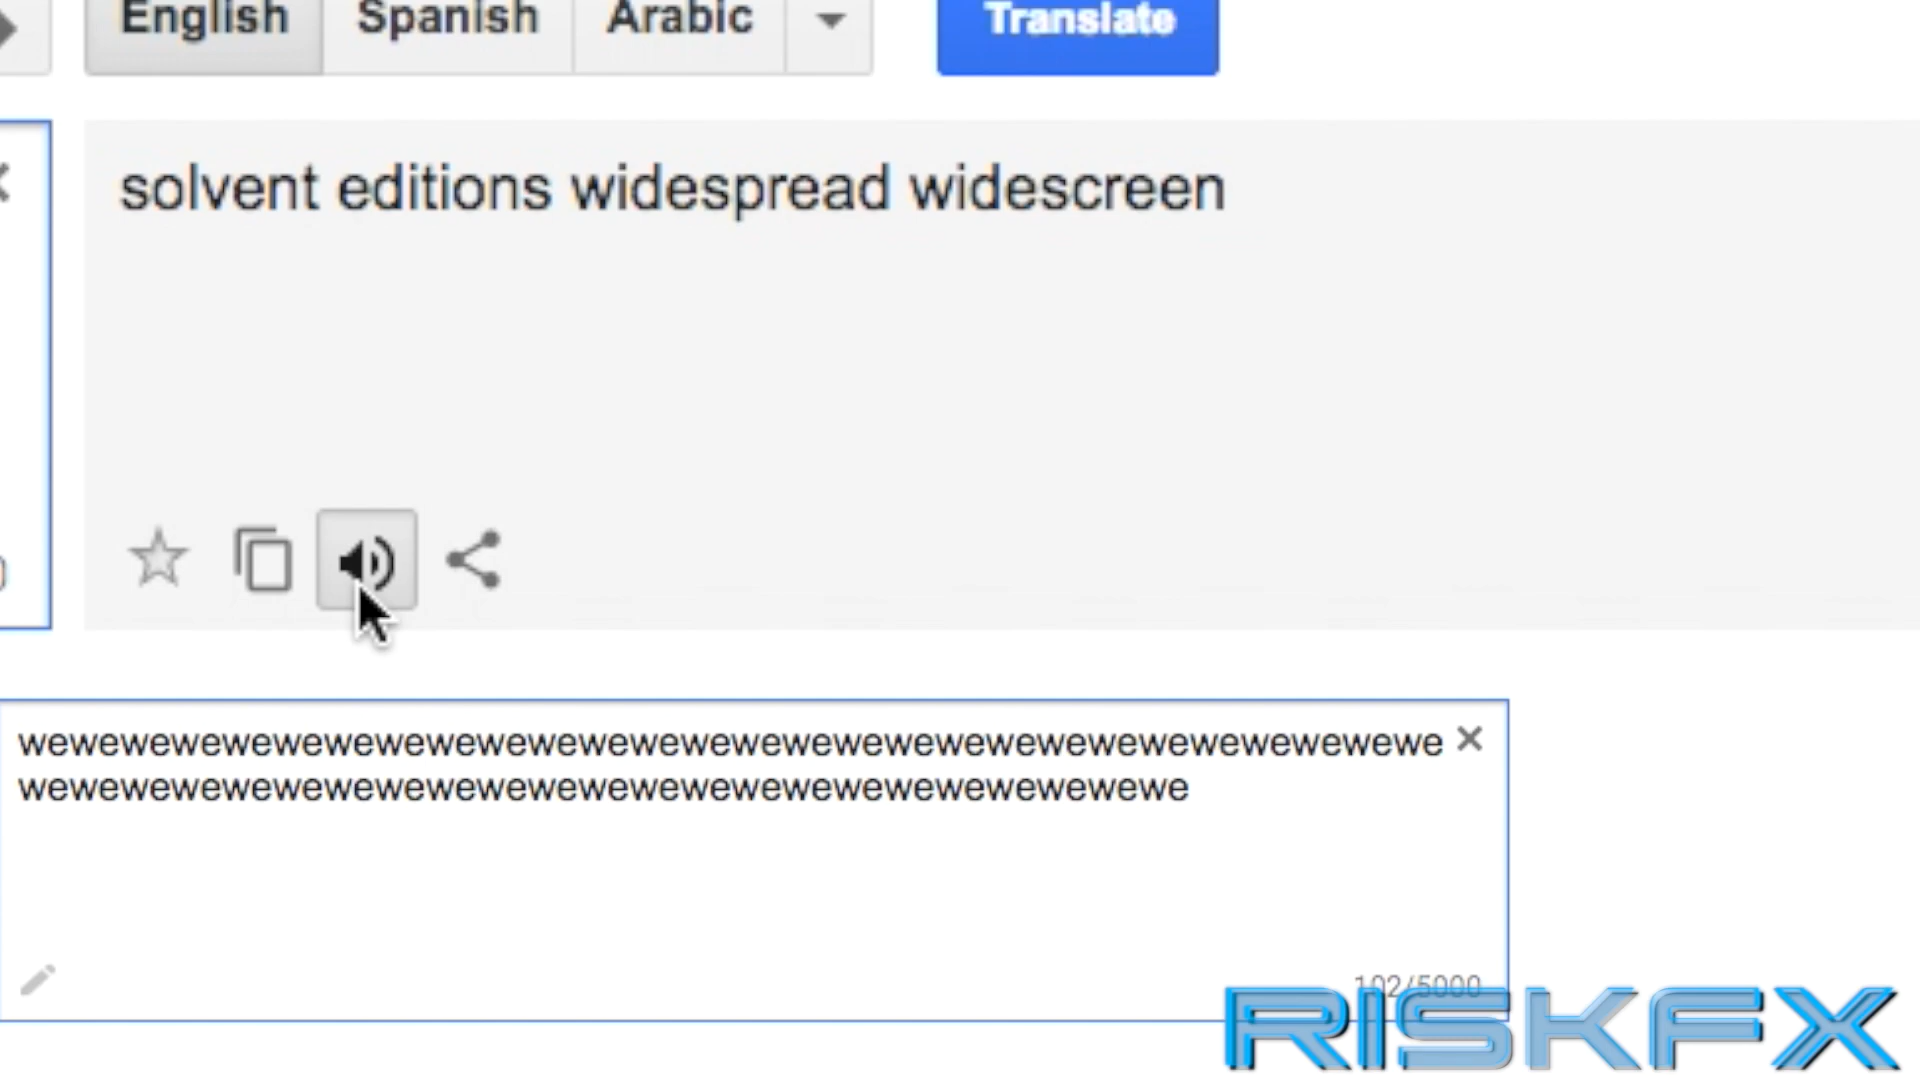 English Spanish Arabic Translate
solvent editions widespread widescreen
wewewewewewewewewewewewewewewewewewewewewewewewewewewewe
wewewewewewewewewewewewewewewewewewewewewewewe
102/5000
RISKFX